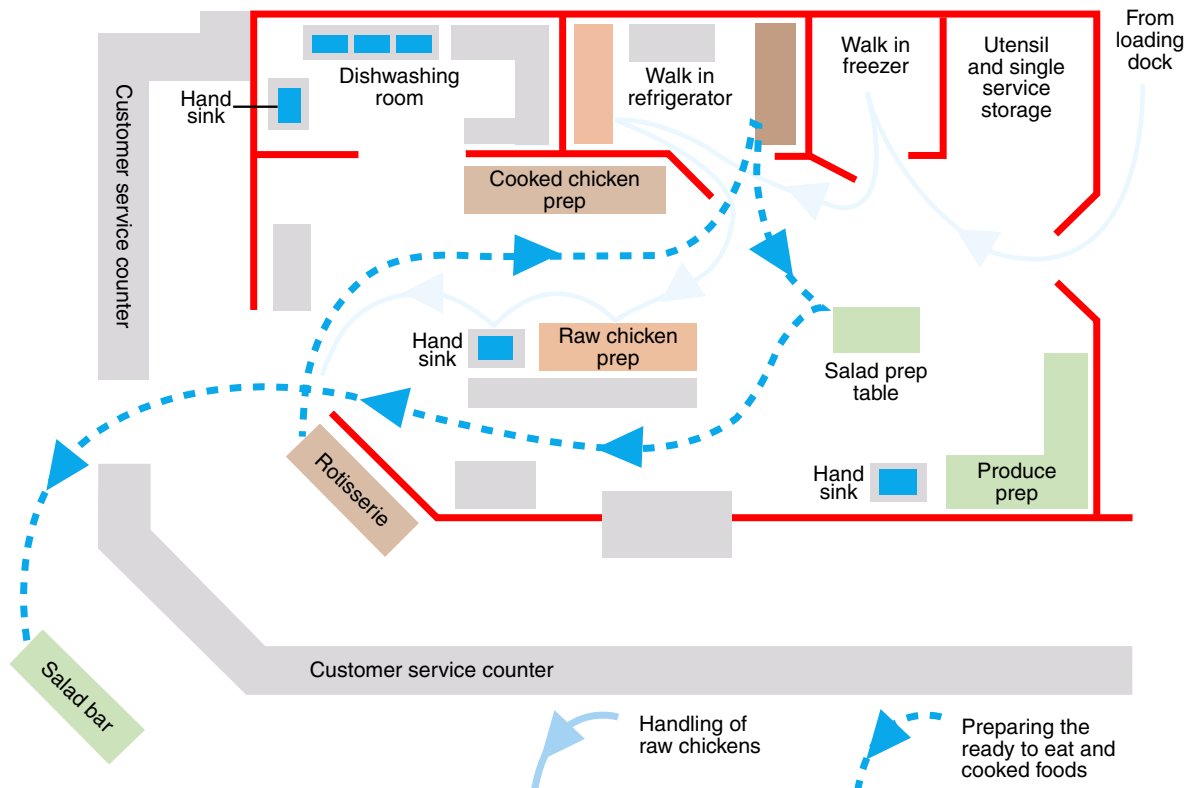 From
loading
dock
Walk in
freezer
Utensil
and single
service
storage
Walk in
refrigerator
Dishwashing
room
Hand
sink
Customer service counter
Cooked chicken
prep
Hand
sink
Raw chicken
prep
Salad prep
table
Rotisserie
Hand
sink
Produce
prep
Salad bar
Customer service counter
Handling of
raw chickens
Preparing the
ready to eat and
cooked foods